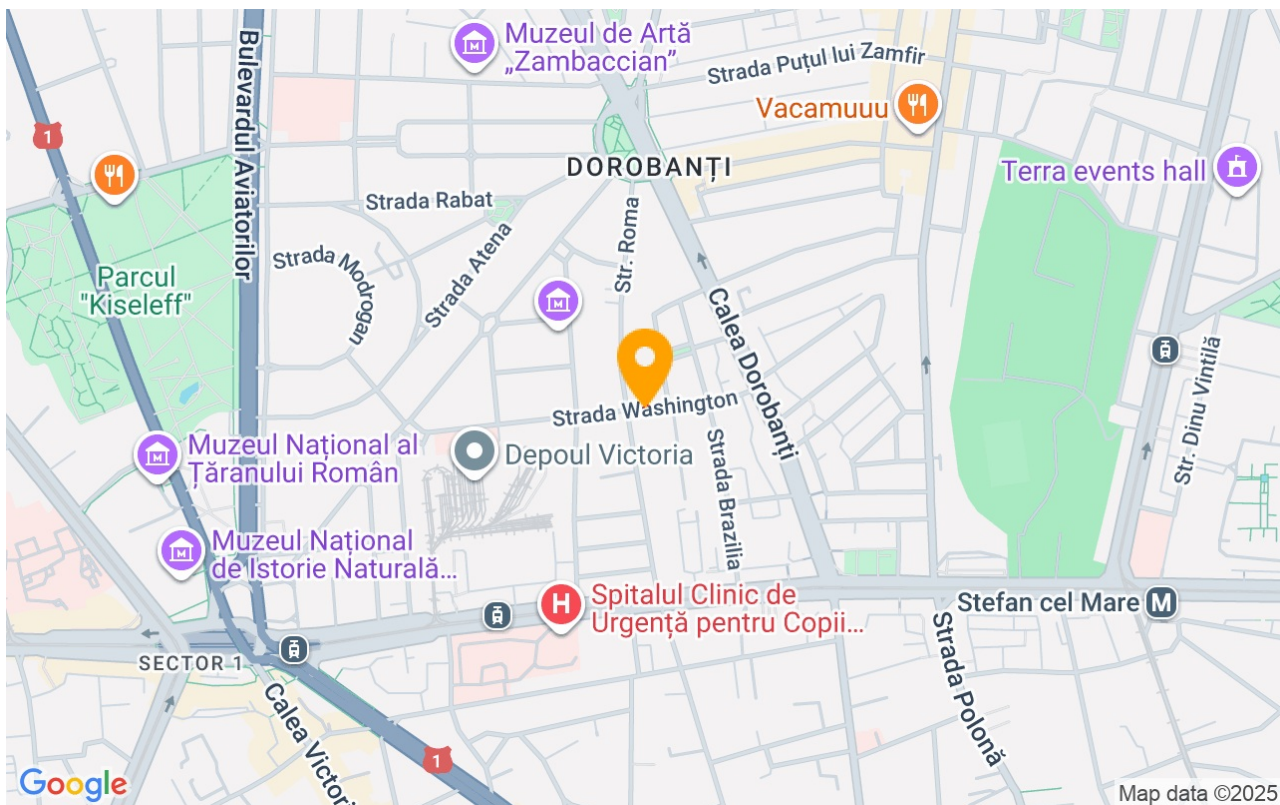 Muzeul de Artă
„Zambaccian”
Strada Puțul lui Zamfir
Bulevardul Aviatorilor
Vacamuuu
1
DOROBANȚI
Terra events hall
Strada Rabat
Str. Roma
Strada Atena
Strada Modrogan
Parcul
"Kiseleff"
Calea Dorobanți
Str. Dinu Vintilă
Strada Washington
Strada Brazilia
Muzeul Național al
Țăranului Român
Depoul Victoria
Muzeul Național
de Istorie Naturală...
H
Spitalul Clinic de
Urgență pentru Copii...
Stefan cel Mare M
Strada Polonă
SECTOR 1
Calea Victori
1
Google
Map data ©2025